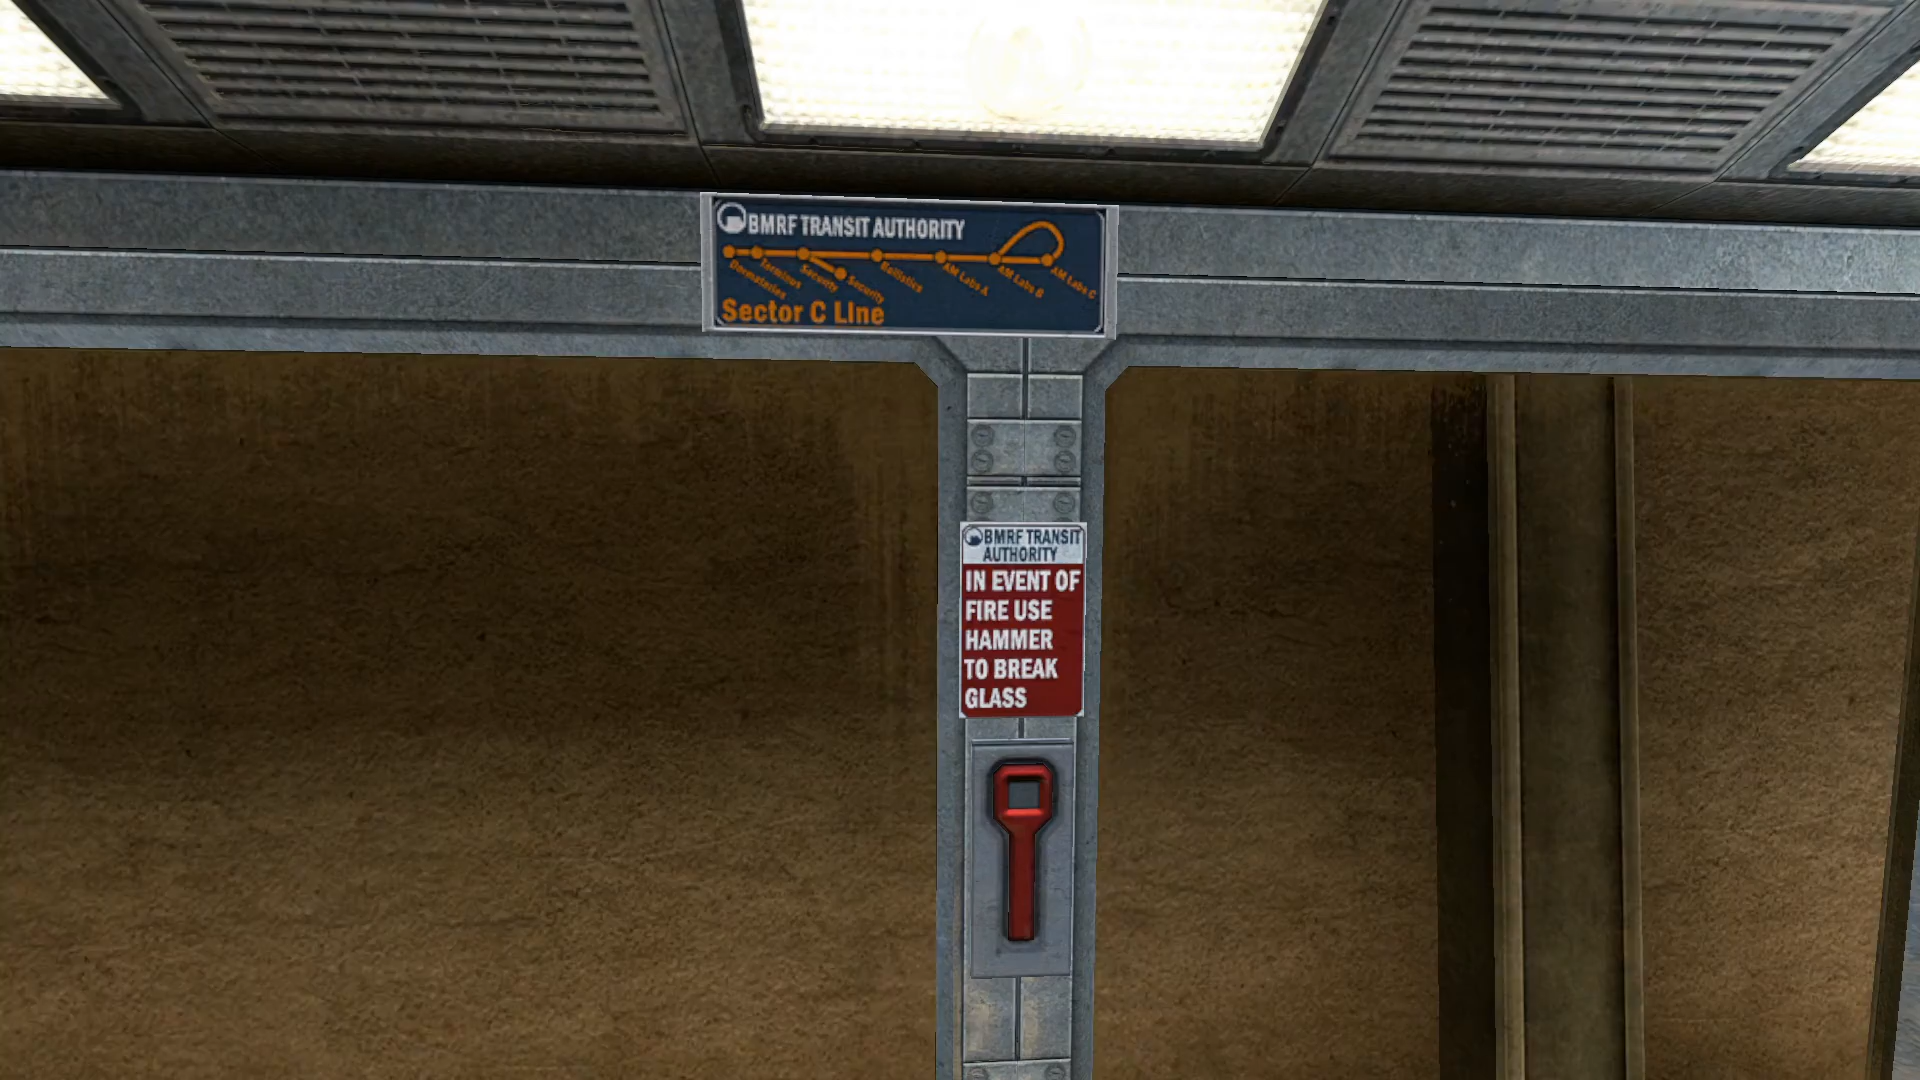 BMRF TRANSIT AUTHORITY
Dormatories
Terminus
Security
Security
Ballistics
AM Labs A
AM Labs B
AM Labs C
Sector C Line
BMRF TRANSIT
AUTHORITY
IN EVENT OF
FIRE USE
HAMMER
TO BREAK
GLASS